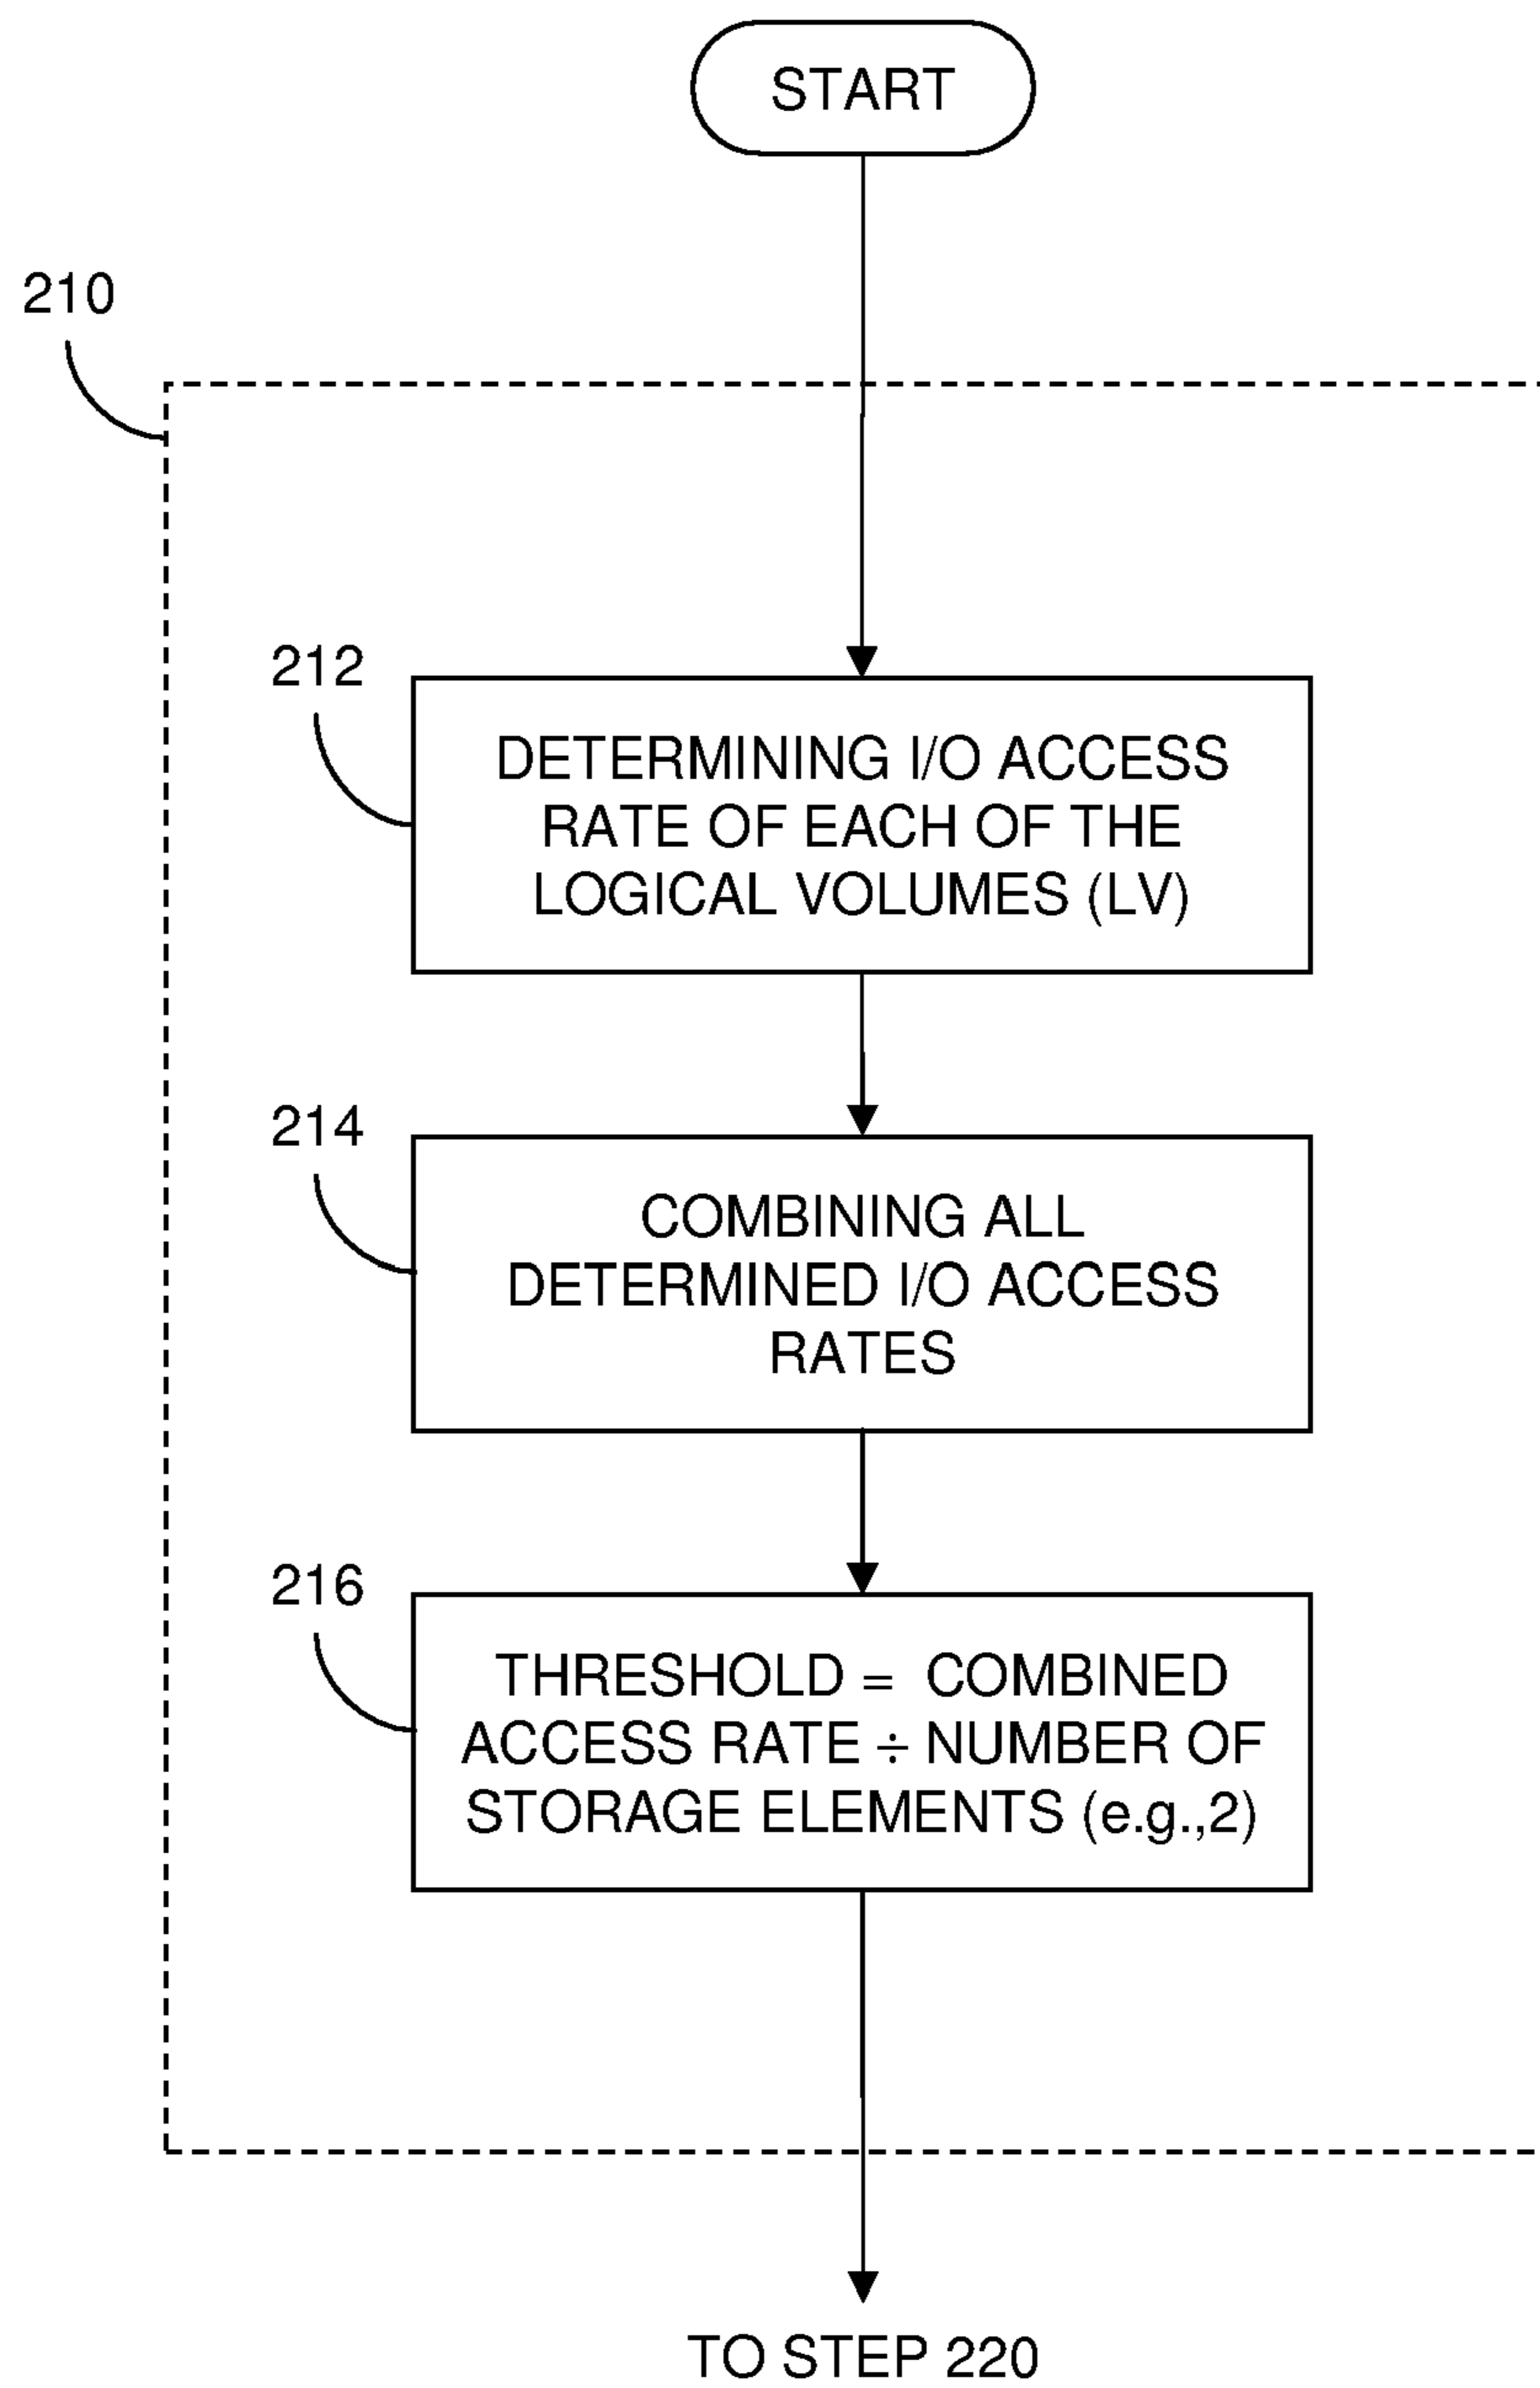 START
210
212
DETERMINING I/O ACCESS
RATE OF EACH OF THE
LOGICAL VOLUMES (LV)
214
COMBINING ALL
DETERMINED I/O ACCESS
RATES
216
THRESHOLD = COMBINED
ACCESS RATE ÷ NUMBER OF
STORAGE ELEMENTS (e.g.,2)
TO STEP 220